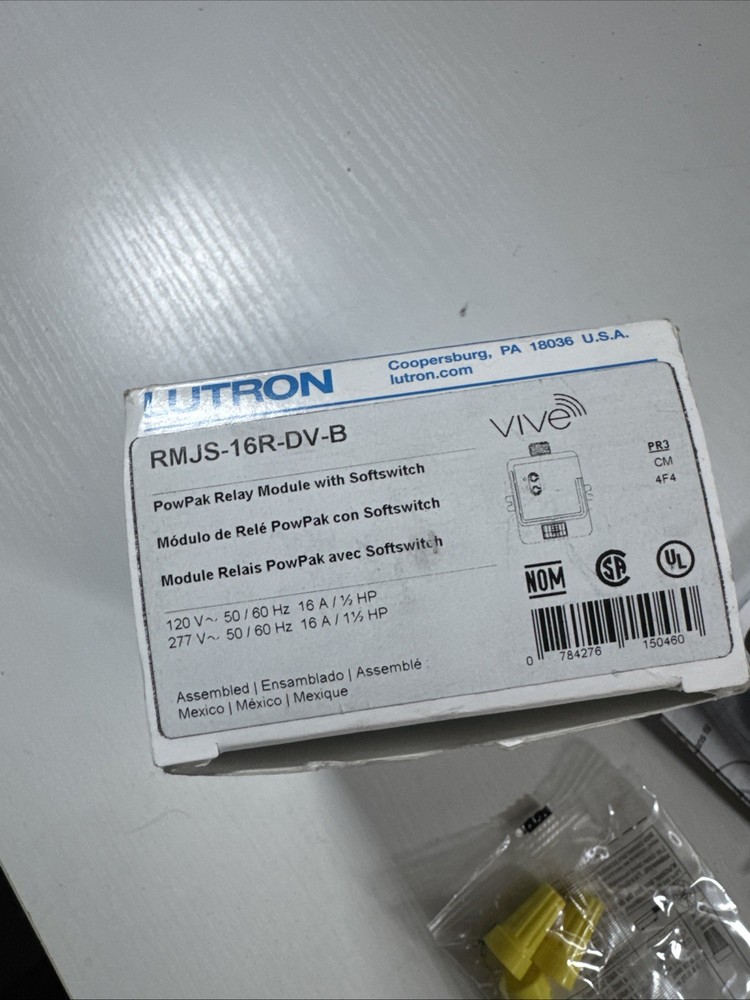 LUTRON
Coopersburg, PA 18036 U.S.A.
lutron.com
RMJS-16R-DV-B
VIVE
PowPak Relay Module with Softswitch
Módulo de Relé PowPak con Softswitch
Module Relais PowPak avec Softswitch
PR3
CM
4F4
120 V~ 50 / 60 Hz 16 A / ½ HP
277 V~ 50 / 60 Hz 16 A / 1½ HP
NOM
SA
UL
0 784276 150460
Assembled | Ensamblado | Assemblé
Mexico | México | Mexique